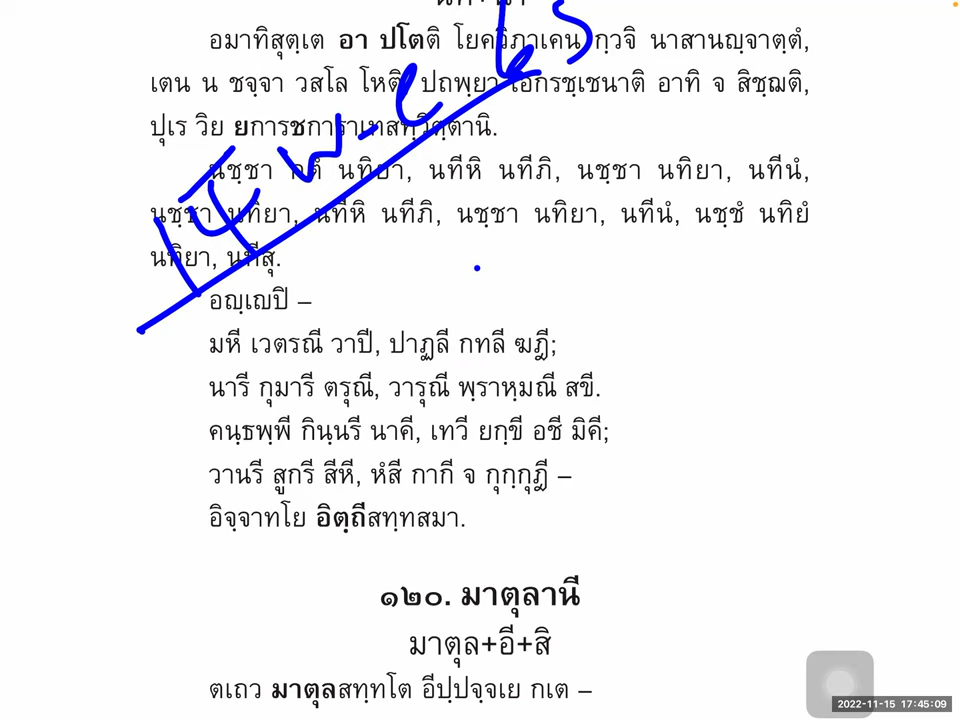 อมาทิสุตฺเต อา ปโตติ โยควิภาเคน กฺวจิ นาสานญฺจาตฺตํ,
เตน น ชจฺจา วสโล โหติ, ปถพฺยา เอกรชฺเชนาติ อาทิ จ สิชฺฌติ,
ปุเร วิย ยการชการาเทสทฺวิตฺตานิ.
นชฺชา กตํ นทิยา, นทีหิ นทีภิ, นชฺชา นทิยา, นทีนํ,
นชฺชา นทิยา, นทีหิ นทีภิ, นชฺชา นทิยา, นทีนํ, นชฺชํ นทิยํ
นทิยา, นทีสุ.
อญฺเญปิ –
มหี เวตรณี วาปี, ปาฏลี กทลี ฆฏี;
นารี กุมารี ตรุณี, วารุณี พฺราหฺมณี สขี.
คนฺธพฺพี กินฺนรี นาคี, เทวี ยกฺขี อชี มิคี;
วานรี สูกรี สีหี, หํสี กากี จ กุกฺกุฏี –
อิจฺจาทโย อิตฺถีสทฺทสมา.
๑๒๐. มาตุลานี
มาตุล+อี+สิ
ตเถว มาตุลสทฺทโต อีปฺปจฺจเย กเต –
2022-11-15 17:45:09